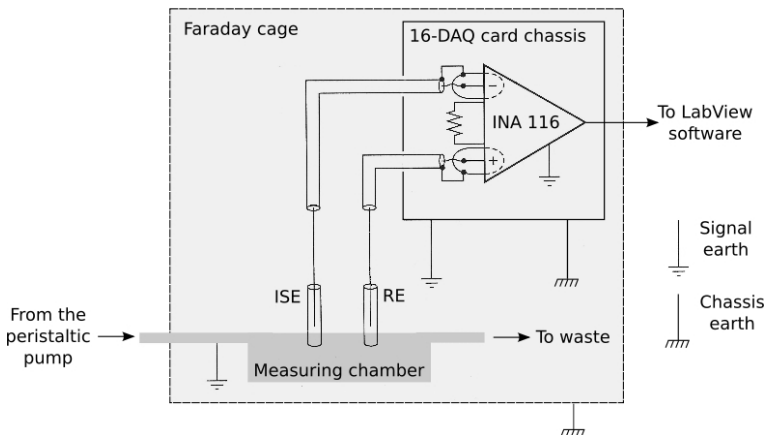 Faraday cage
16-DAQ card chassis
−
INA 116
+
To LabView
software
Signal
earth
ISE
RE
Chassis
earth
From the
peristaltic
pump
To waste
Measuring chamber